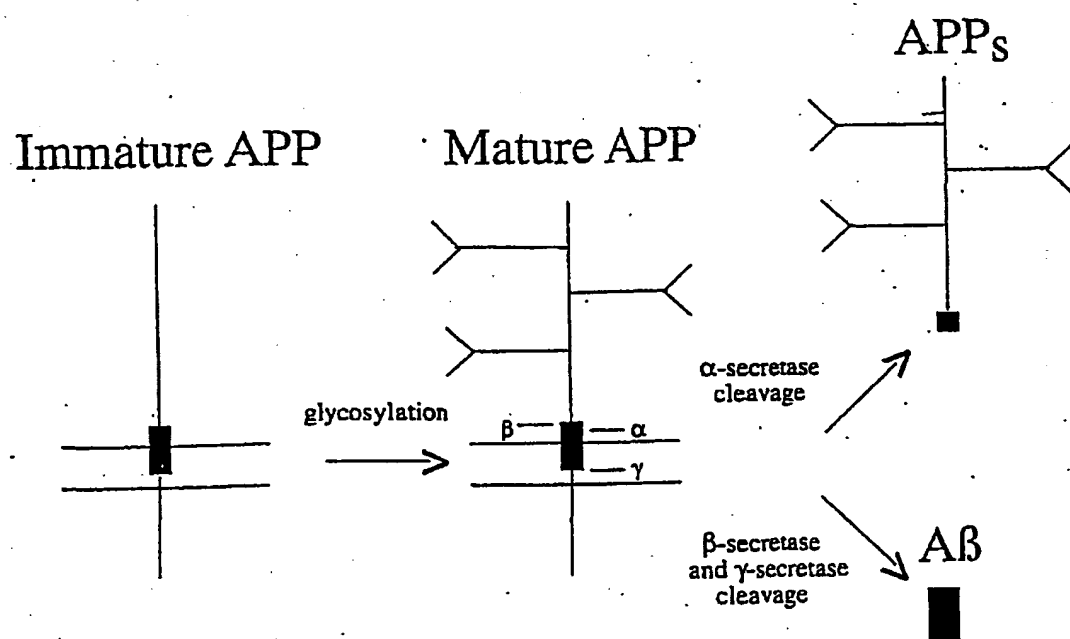 APPs
Immature APP
Mature APP
α-secretase
cleavage
glycosylation
β
α
γ
β-secretase
and γ-secretase
cleavage
Aß